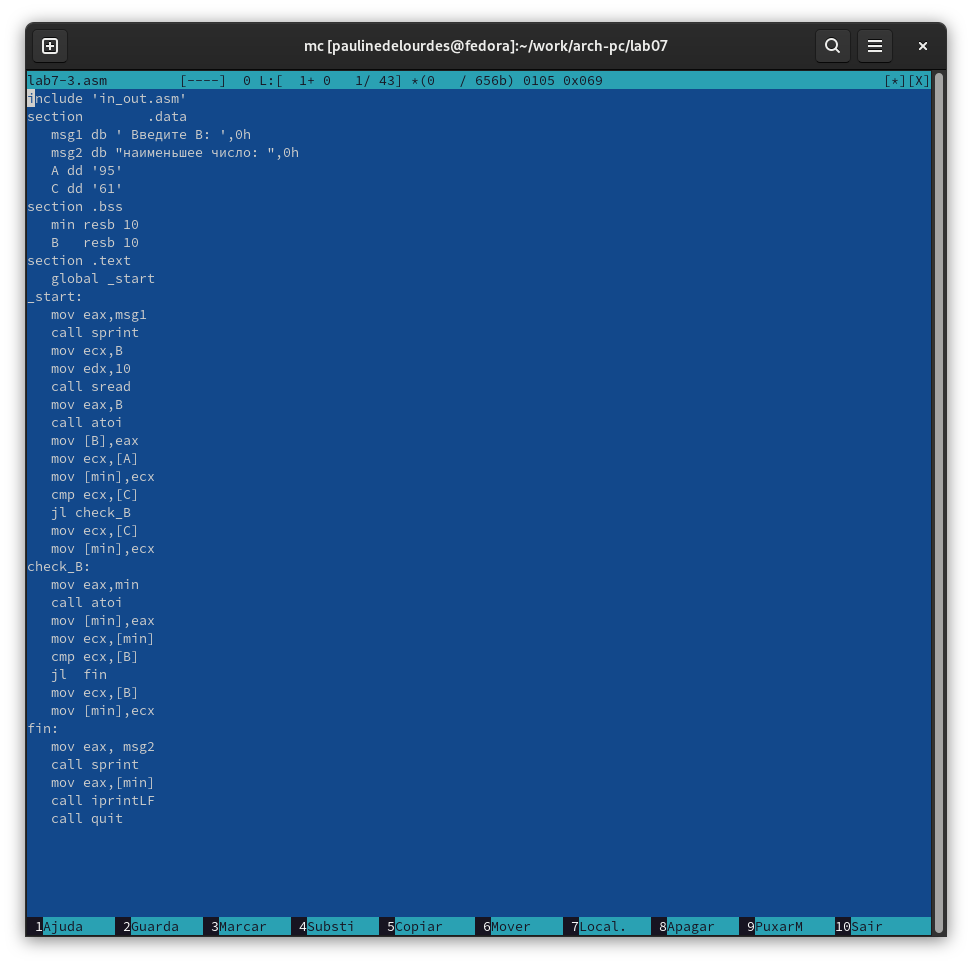 mc [paulinedelourdes@fedora]:~/work/arch-pc/lab07
lab7-3.asm         [----]  0 L:[  1+ 0   1/ 43] *(0   / 656b) 0105 0x069                                   [*][X]
include 'in_out.asm'
section        .data
   msg1 db ' Введите B: ',0h
   msg2 db "наименьшее число: ",0h
   A dd '95'
   C dd '61'
section .bss
   min resb 10
   B   resb 10
section .text
   global _start
_start:
   mov eax,msg1
   call sprint
   mov ecx,B
   mov edx,10
   call sread
   mov eax,B
   call atoi
   mov [B],eax
   mov ecx,[A]
   mov [min],ecx
   cmp ecx,[C]
   jl check_B
   mov ecx,[C]
   mov [min],ecx
check_B:
   mov eax,min
   call atoi
   mov [min],eax
   mov ecx,[min]
   cmp ecx,[B]
   jl  fin
   mov ecx,[B]
   mov [min],ecx
fin:
   mov eax, msg2
   call sprint
   mov eax,[min]
   call iprintLF
   call quit
1Ajuda 2Guarda 3Marcar 4Substi 5Copiar 6Mover 7Local. 8Apagar 9PuxarM 10Sair